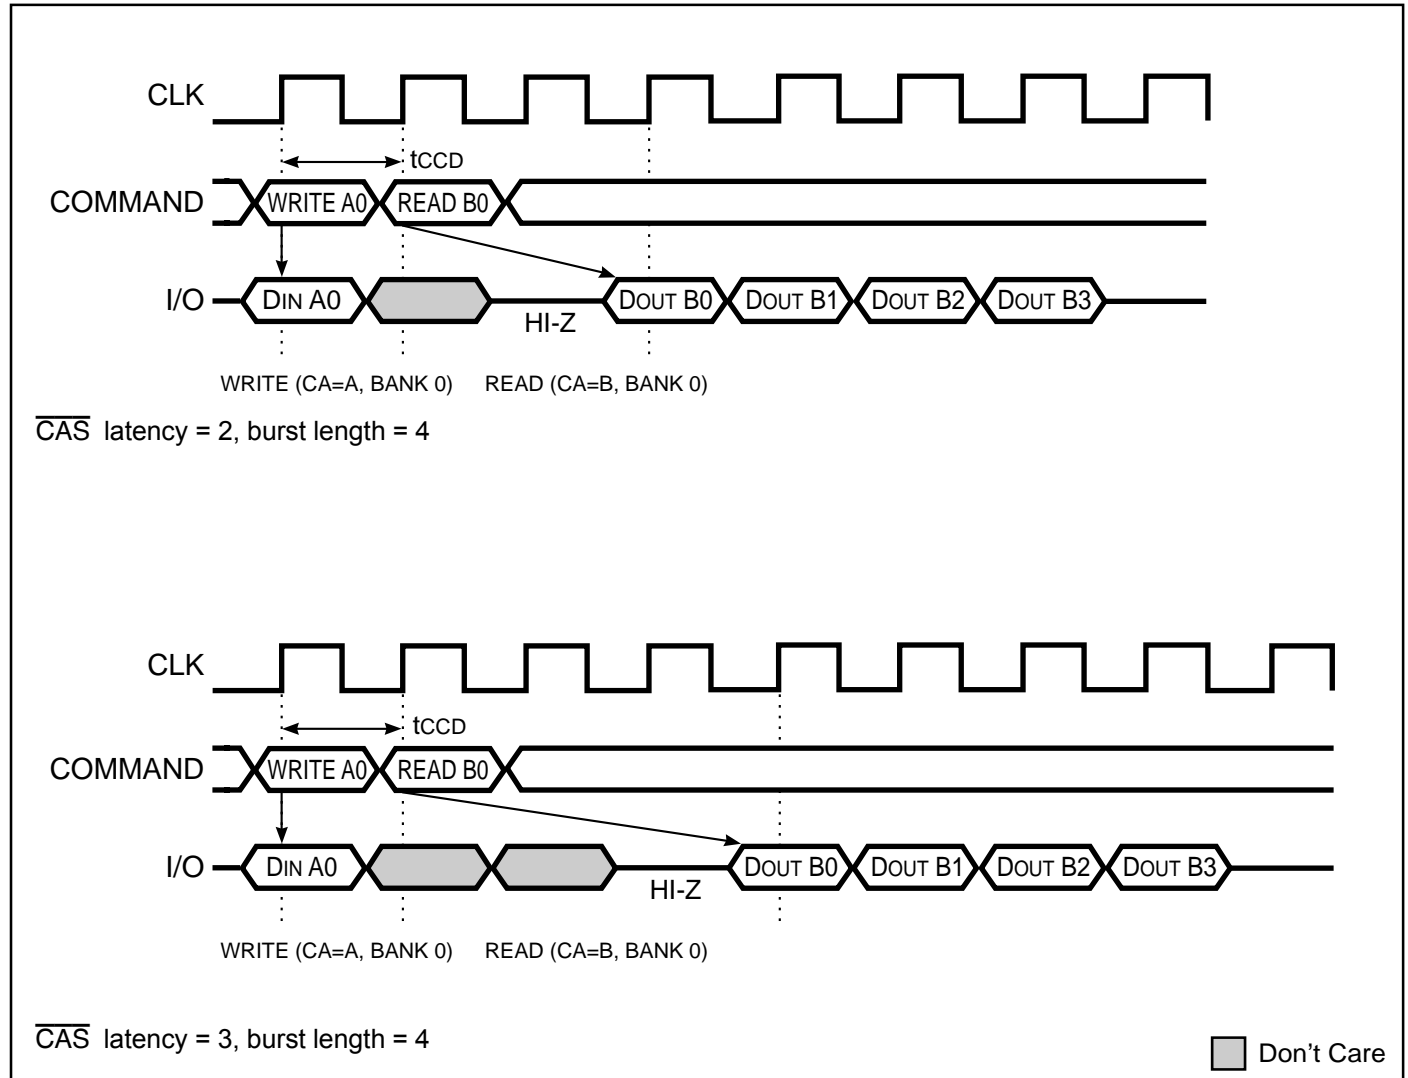 CLK
tCCD
COMMAND WRITE A0 READ B0
I/O DIN A0 DOUT B0 DOUT B1 DOUT B2 DOUT B3
HI-Z
WRITE (CA=A, BANK 0) READ (CA=B, BANK 0)
CAS latency = 2, burst length = 4
CLK
tCCD
COMMAND WRITE A0 READ B0
I/O DIN A0 DOUT B0 DOUT B1 DOUT B2 DOUT B3
HI-Z
WRITE (CA=A, BANK 0) READ (CA=B, BANK 0)
CAS latency = 3, burst length = 4
Don't Care